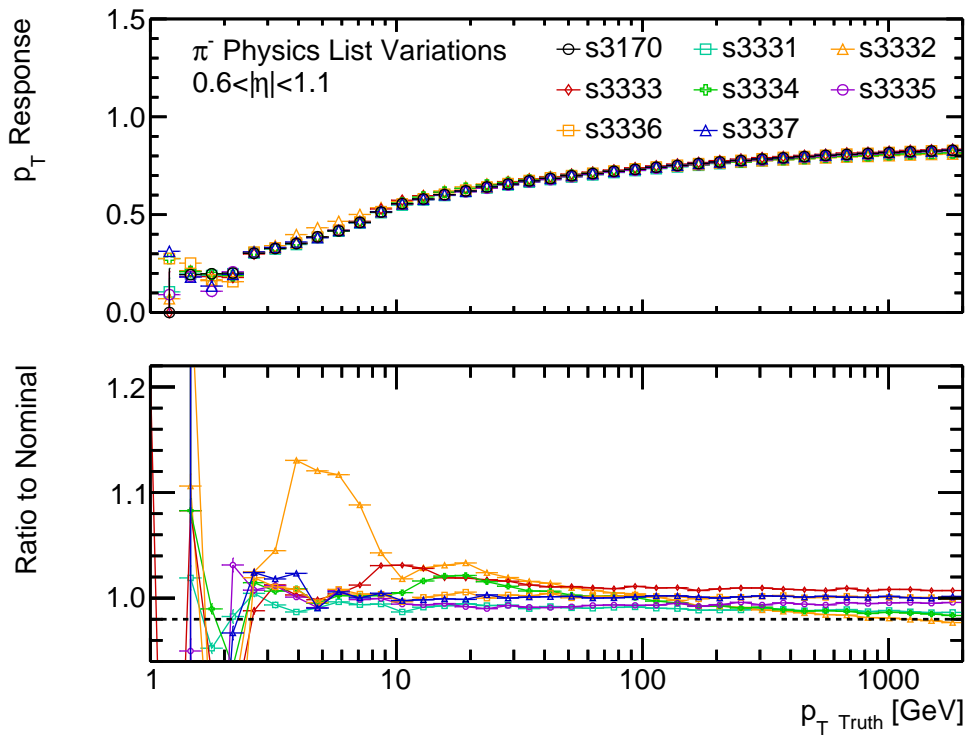 1.5
π- Physics List Variations
0.6<|η|<1.1
s3170 s3331 s3332
s3333 s3334 s3335
s3336 s3337
1.0
0.5
0.0
pT Response
1.2
1.1
1.0
Ratio to Nominal
1 10 100 1000
pT Truth [GeV]